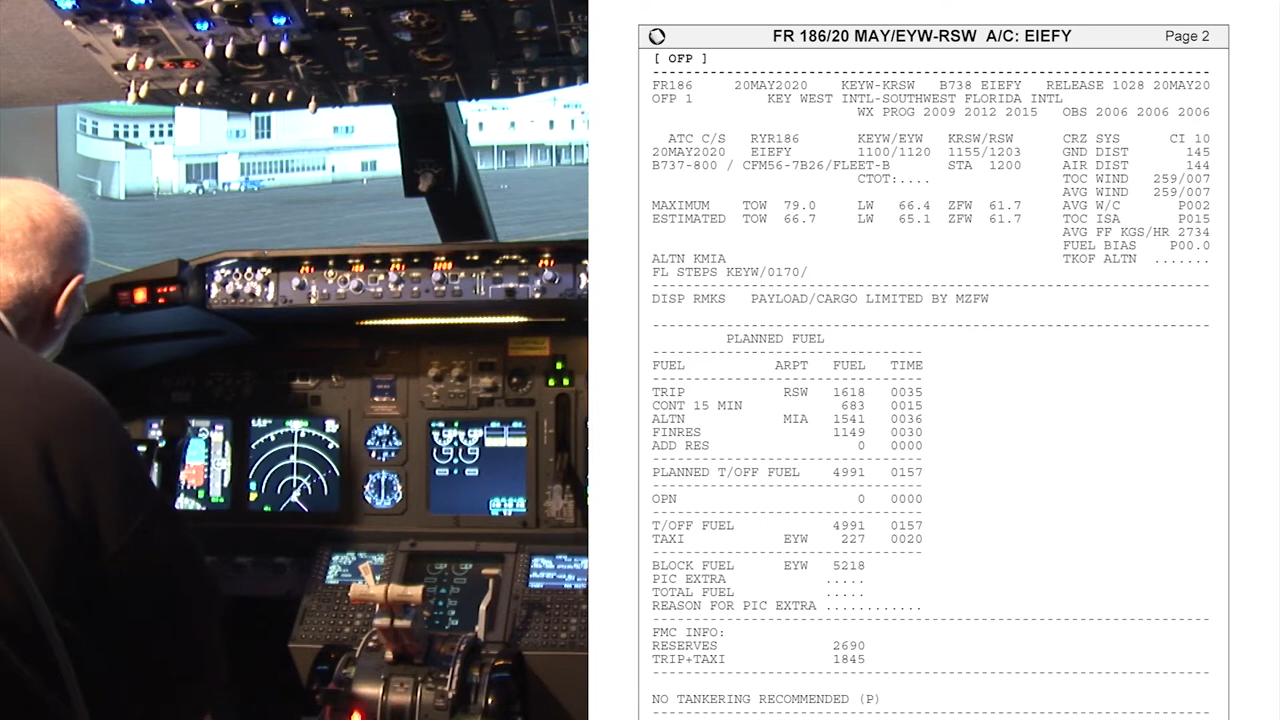 FR 186/20 MAY/EYW-RSW A/C: EIEFY Page 2
[ OFP ]
FR186 20MAY2020 KEYW-KRSW B738 EIEFY RELEASE 1028 20MAY20
OFP 1 KEY WEST INTL-SOUTHWEST FLORIDA INTL
WX PROG 2009 2012 2015 OBS 2006 2006 2006
ATC C/S RYR186 KEYW/EYW KRSW/RSW CRZ SYS CI 10
20MAY2020 EIEFY 1100/1120 1155/1203 GND DIST 145
B737-800 / CFM56-7B26/FLEET-B STA 1200 AIR DIST 144
CTOT:.... TOC WIND 259/007
AVG WIND 259/007
MAXIMUM TOW 79.0 LW 66.4 ZFW 61.7 AVG W/C P002
ESTIMATED TOW 66.7 LW 65.1 ZFW 61.7 TOC ISA P015
AVG FF KGS/HR 2734
FUEL BIAS P00.0
ALTN KMIA TKOF ALTN .......
FL STEPS KEYW/0170/
DISP RMKS PAYLOAD/CARGO LIMITED BY MZFW
PLANNED FUEL
FUEL ARPT FUEL TIME
TRIP RSW 1618 0035
CONT 15 MIN 683 0015
ALTN MIA 1541 0036
FINRES 1149 0030
ADD RES 0 0000
PLANNED T/OFF FUEL 4991 0157
OPN 0 0000
T/OFF FUEL 4991 0157
TAXI EYW 227 0020
BLOCK FUEL EYW 5218
PIC EXTRA .....
TOTAL FUEL .....
REASON FOR PIC EXTRA ............
FMC INFO:
RESERVES 2690
TRIP+TAXI 1845
NO TANKERING RECOMMENDED (P)